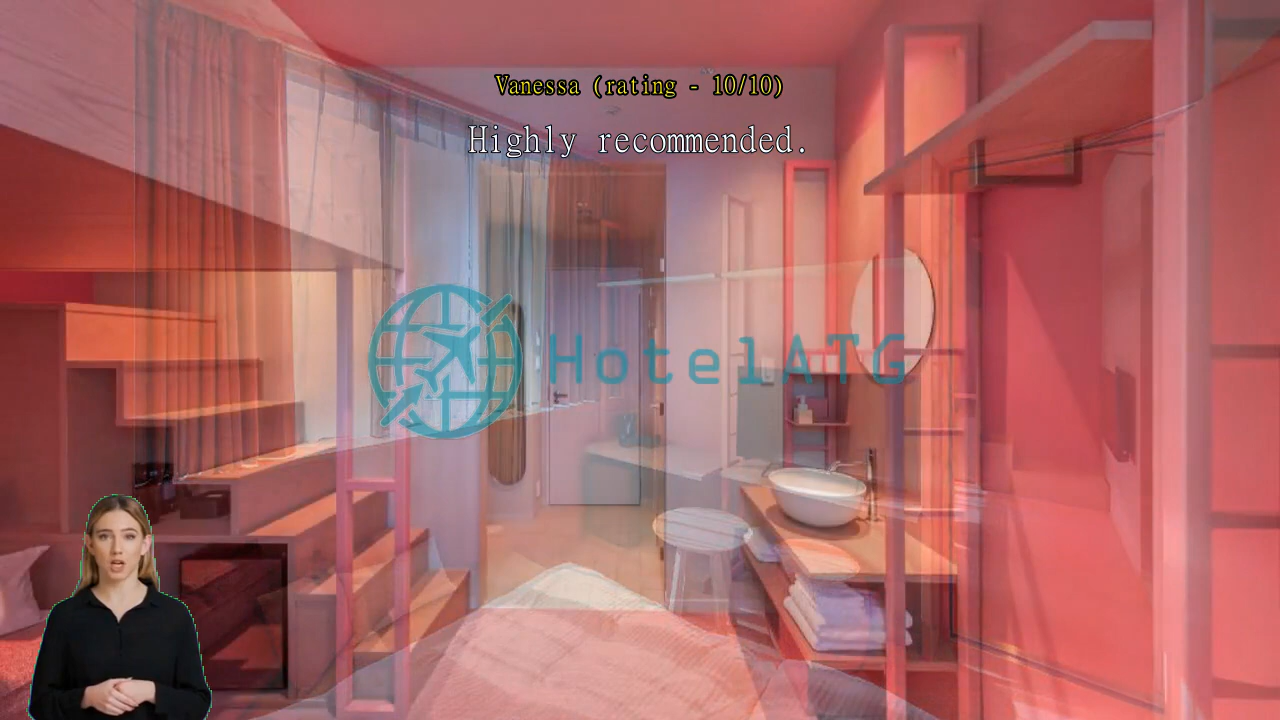 Vanessa (rating - 10/10)
Highly recommended.
HotelATG